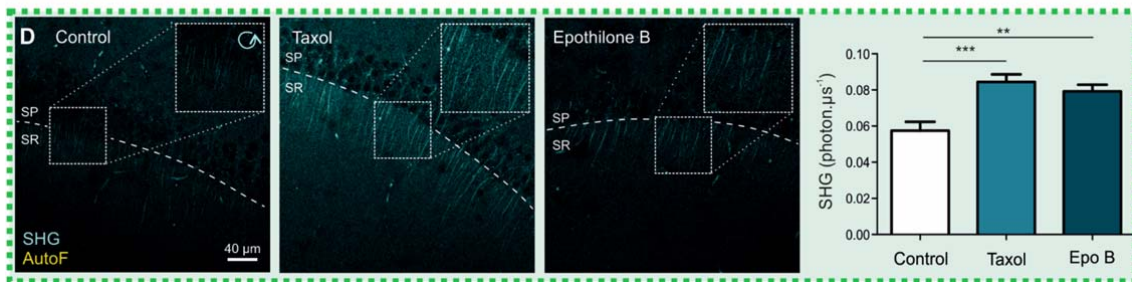 D Control
SP
SR
SHG
AutoF
40 µm
Taxol
SP
SR
Epothilone B
SP
SR
SHG (photon.µs⁻¹)
0.10
0.08
0.06
0.04
0.02
0.00
**
***
Control Taxol Epo B